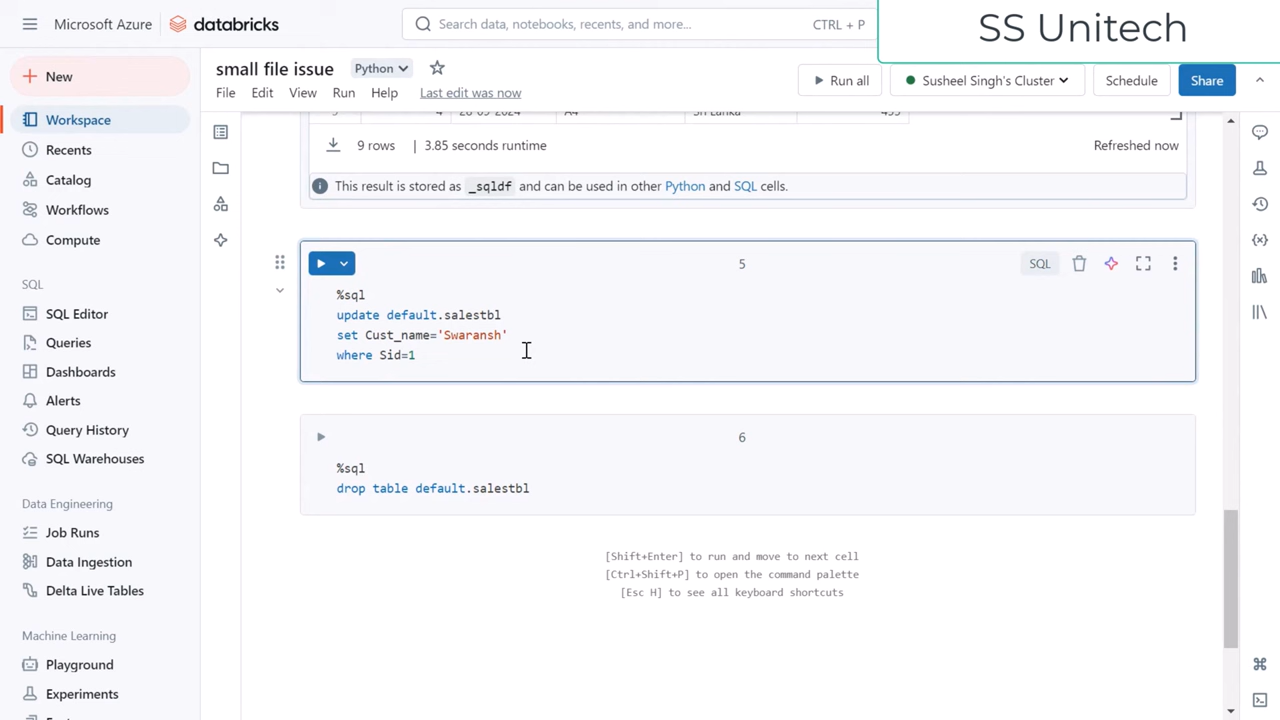 Microsoft Azure
databricks
Search data, notebooks, recents, and more...
CTRL + P
SS Unitech
New
Workspace
Recents
Catalog
Workflows
Compute
SQL
SQL Editor
Queries
Dashboards
Alerts
Query History
SQL Warehouses
Data Engineering
Job Runs
Data Ingestion
Delta Live Tables
Machine Learning
Playground
Experiments
small file issue
Python
File Edit View Run Help Last edit was now
Run all
Susheel Singh's Cluster
Schedule
Share
9 rows | 3.85 seconds runtime
Refreshed now
This result is stored as _sqldf and can be used in other Python and SQL cells.
5
SQL
%sql
update default.salestbl
set Cust_name='Swaransh'
where Sid=1
6
%sql
drop table default.salestbl
[Shift+Enter] to run and move to next cell
[Ctrl+Shift+P] to open the command palette
[Esc H] to see all keyboard shortcuts